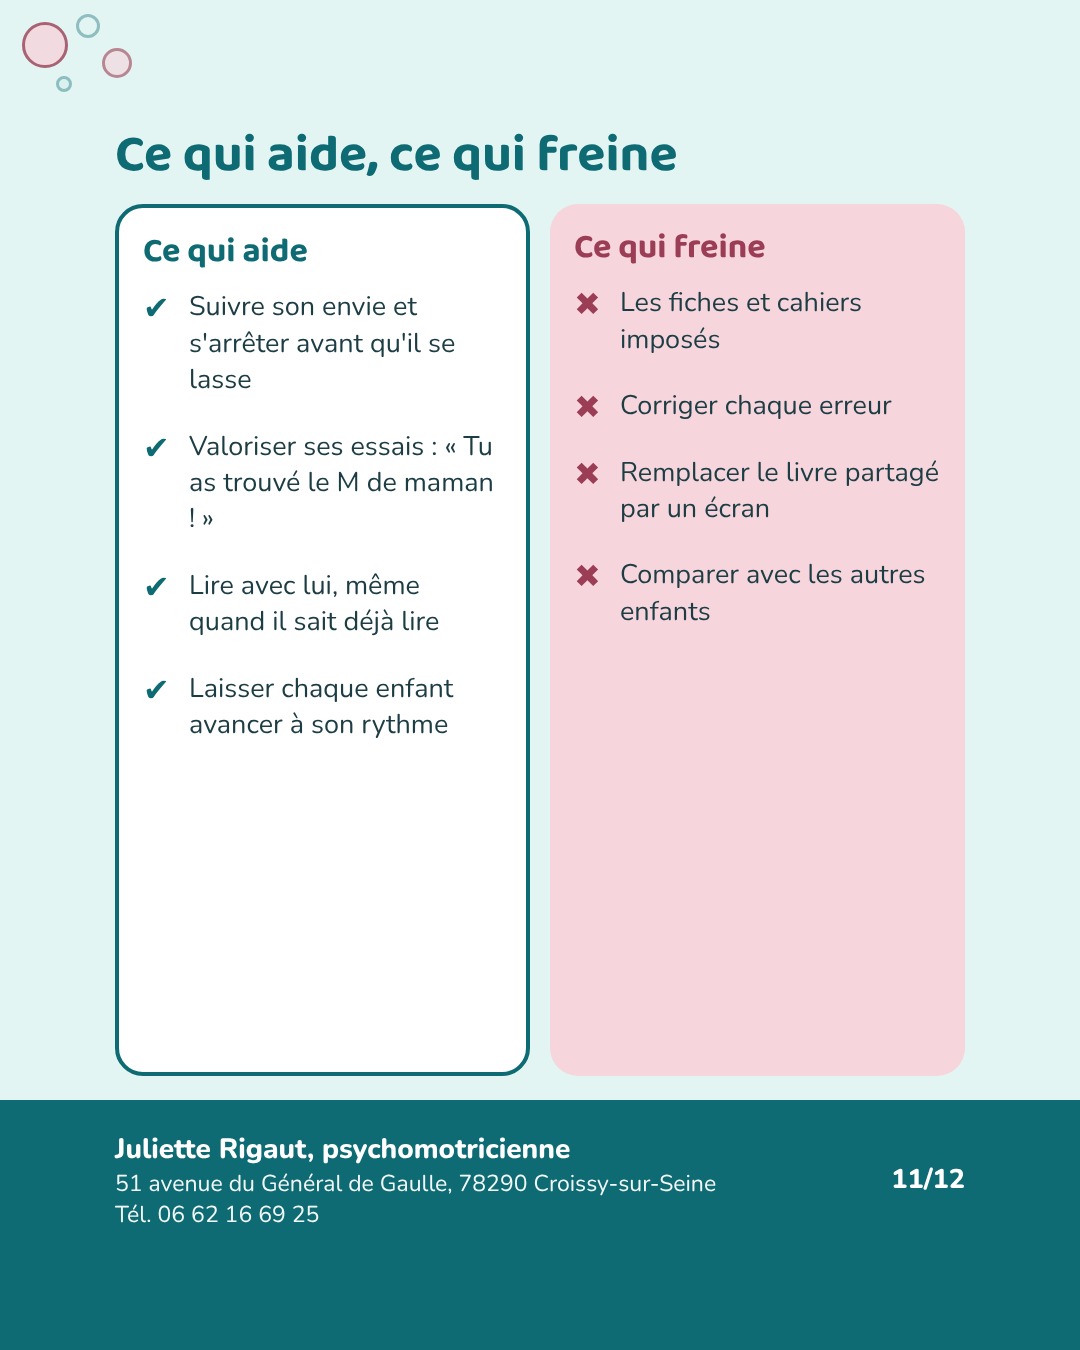 Ce qui aide, ce qui freine
Ce qui aide
✔ Suivre son envie et
s'arrêter avant qu'il se
lasse
✔ Valoriser ses essais : « Tu
as trouvé le M de maman
! »
✔ Lire avec lui, même
quand il sait déjà lire
✔ Laisser chaque enfant
avancer à son rythme
Ce qui freine
✖ Les fiches et cahiers
imposés
✖ Corriger chaque erreur
✖ Remplacer le livre partagé
par un écran
✖ Comparer avec les autres
enfants
Juliette Rigaut, psychomotricienne
51 avenue du Général de Gaulle, 78290 Croissy-sur-Seine
Tél. 06 62 16 69 25
11/12